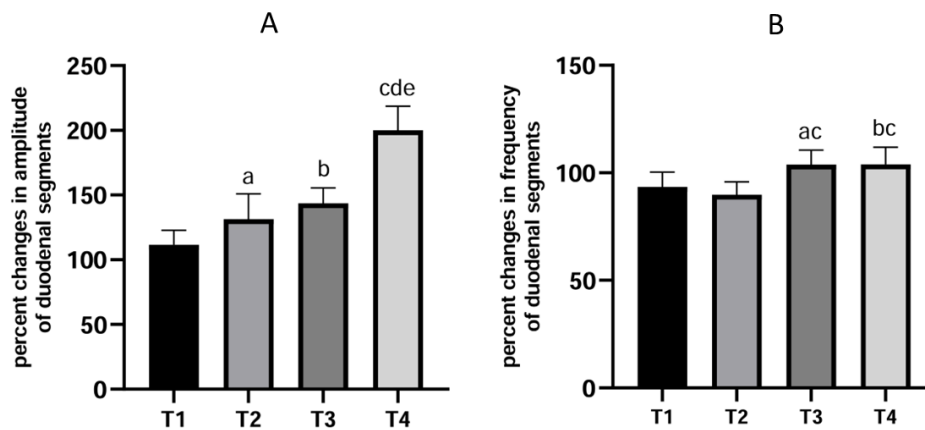 A
percent changes in amplitude
of duodenal segments
250
200
150
100
50
0
a
b
cde
T1 T2 T3 T4
B
percent changes in frequency
of duodenal segments
150
100
50
0
ac
bc
T1 T2 T3 T4